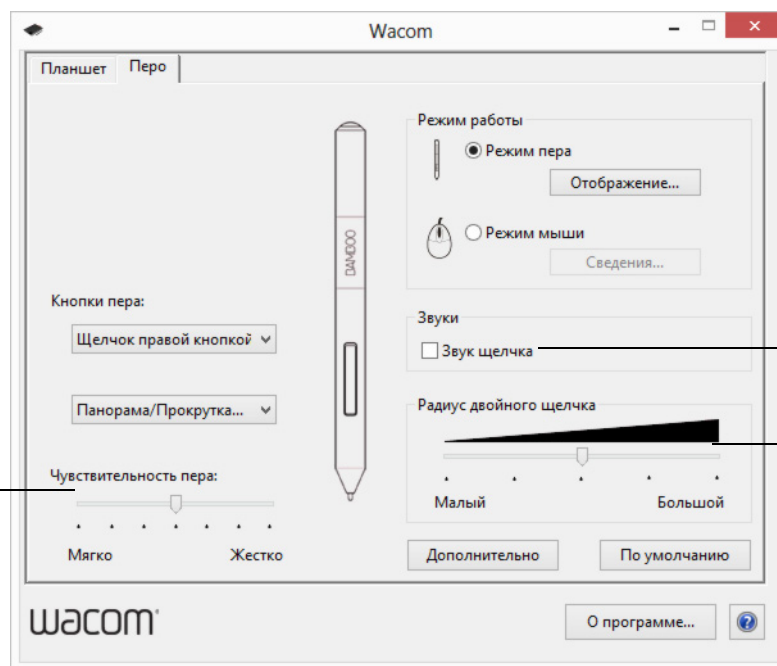 Wacom
Планшет
Перо
Режим работы
Режим пера
Отображение...
Режим мыши
Сведения...
BAMBOO
Кнопки пера:
Щелчок правой кнопкой
Панорама/Прокрутка...
Звуки
Звук щелчка
Радиус двойного щелчка
Малый
Большой
Чувствительность пера:
Мягко
Жестко
Дополнительно
По умолчанию
wacom
О программе...
?